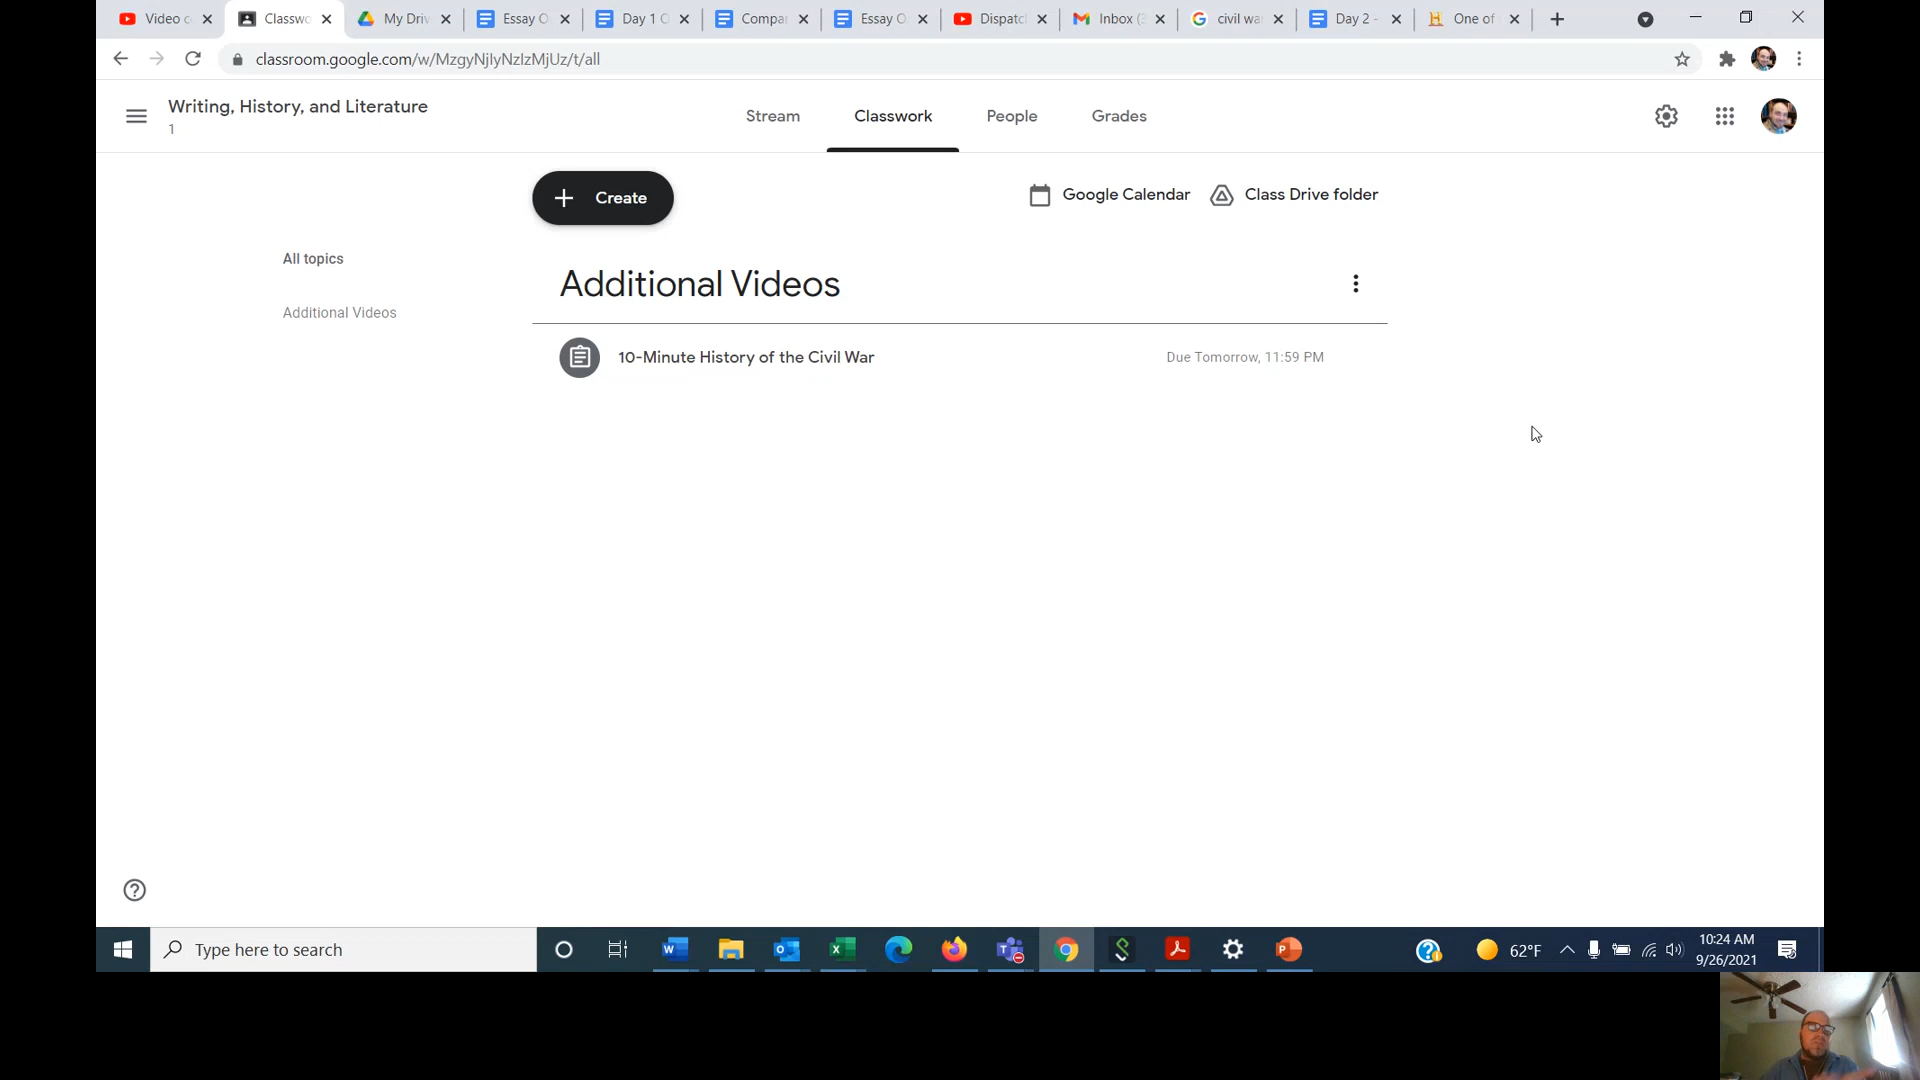 Video c
Classwo
My Driv
Essay O
Day 1 O
Compa
Essay O
Dispatc
Inbox (
civil wa
Day 2 -
One of
classroom.google.com/w/MzgyNjIyNzIzMjUz/t/all
Writing, History, and Literature
1
Stream
Classwork
People
Grades
Create
Google Calendar
Class Drive folder
All topics
Additional Videos
Additional Videos
10-Minute History of the Civil War
Due Tomorrow, 11:59 PM
Type here to search
62°F
10:24 AM
9/26/2021